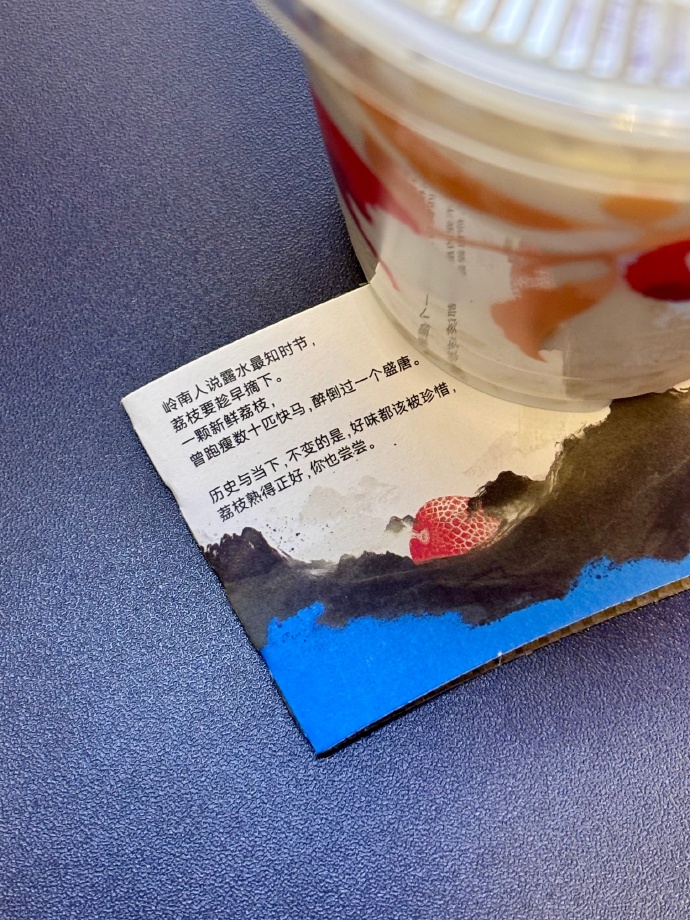 岭南人说露水最知时节，
荔枝要趁早摘下。
一颗新鲜荔枝，
曾跑瘦数十匹快马，醉倒过一个盛唐。
历史与当下，不变的是，好味都该被珍惜，
荔枝熟得正好，你也尝尝。